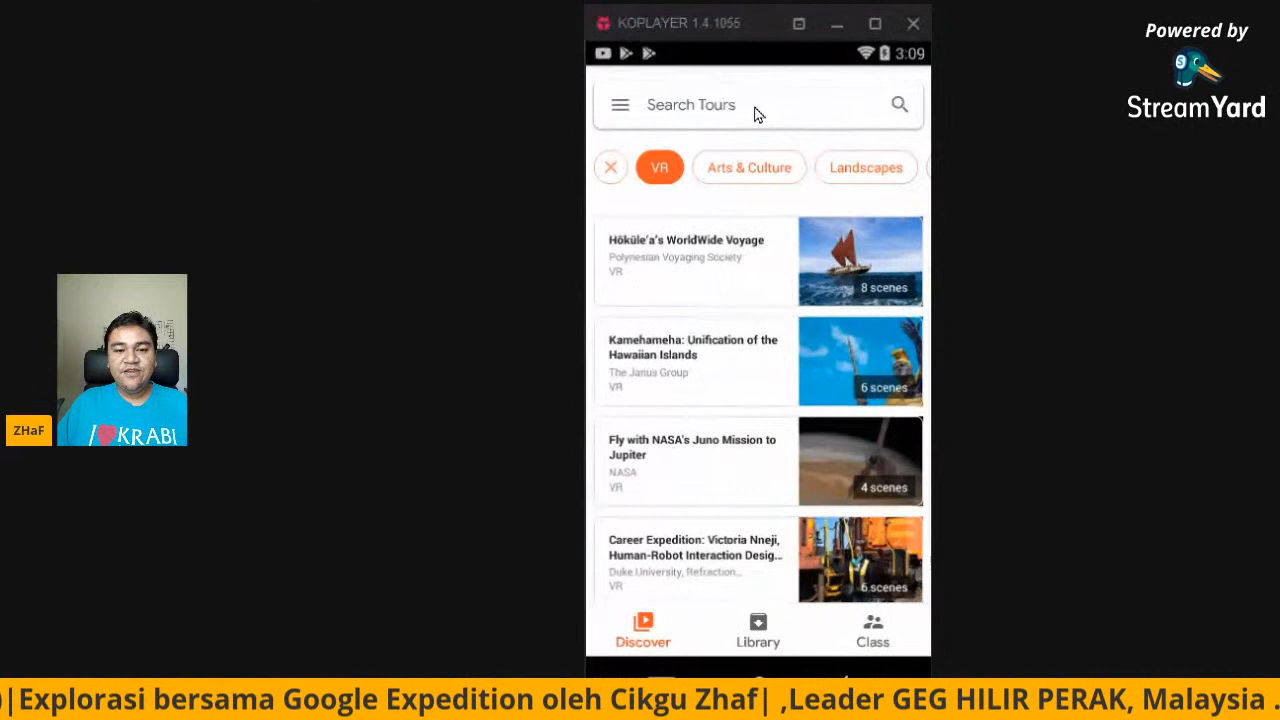 KOPLAYER 1.4.1055
3:09
Powered by
StreamYard
Search Tours
VR
Arts & Culture
Landscapes
Hōkūle‘a's WorldWide Voyage
Polynesian Voyaging Society
VR
8 scenes
Kamehameha: Unification of the
Hawaiian Islands
The Janus Group
VR
6 scenes
Fly with NASA's Juno Mission to
Jupiter
NASA
VR
4 scenes
Career Expedition: Victoria Nneji,
Human-Robot Interaction Desig...
Duke University, Refraction...
VR
6 scenes
Discover
Library
Class
ZHaF
I KRABI
)|Explorasi bersama Google Expedition oleh Cikgu Zhaf| ,Leader GEG HILIR PERAK, Malaysia .